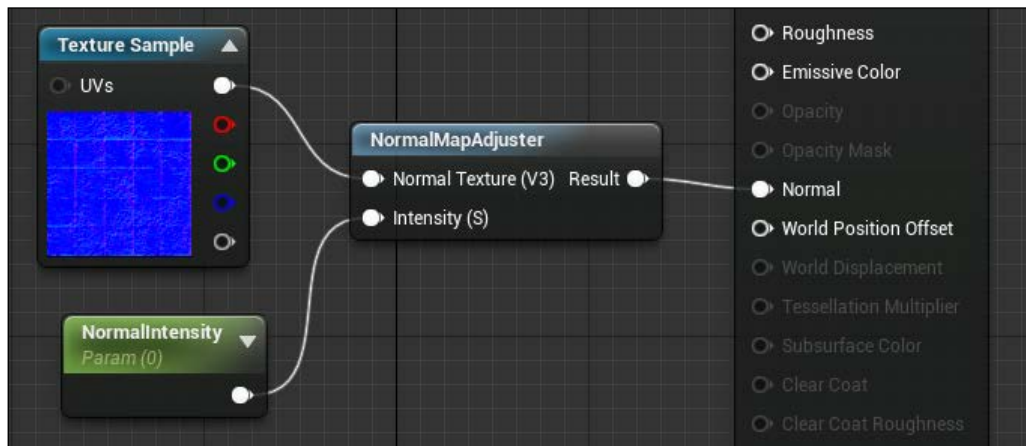 Texture Sample
UVs
NormalIntensity
Param (0)
NormalMapAdjuster
Normal Texture (V3) Result
Intensity (S)
Roughness
Emissive Color
Opacity
Opacity Mask
Normal
World Position Offset
World Displacement
Tessellation Multiplier
Subsurface Color
Clear Coat
Clear Coat Roughness